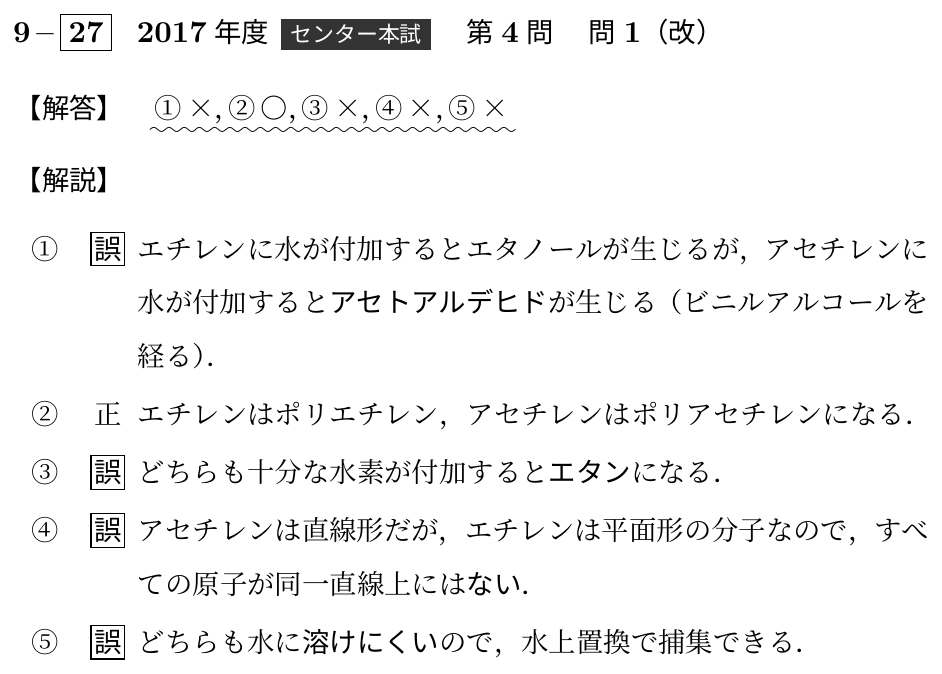 9－27 2017年度 センター本試 第4問 問1（改）
【解答】 ①×,②○,③×,④×,⑤×
【解説】
① 誤 エチレンに水が付加するとエタノールが生じるが，アセチレンに
水が付加するとアセトアルデヒドが生じる（ビニルアルコールを
経る）．
② 正 エチレンはポリエチレン，アセチレンはポリアセチレンになる．
③ 誤 どちらも十分な水素が付加するとエタンになる．
④ 誤 アセチレンは直線形だが，エチレンは平面形の分子なので，すべ
ての原子が同一直線上にはない．
⑤ 誤 どちらも水に溶けにくいので，水上置換で捕集できる．